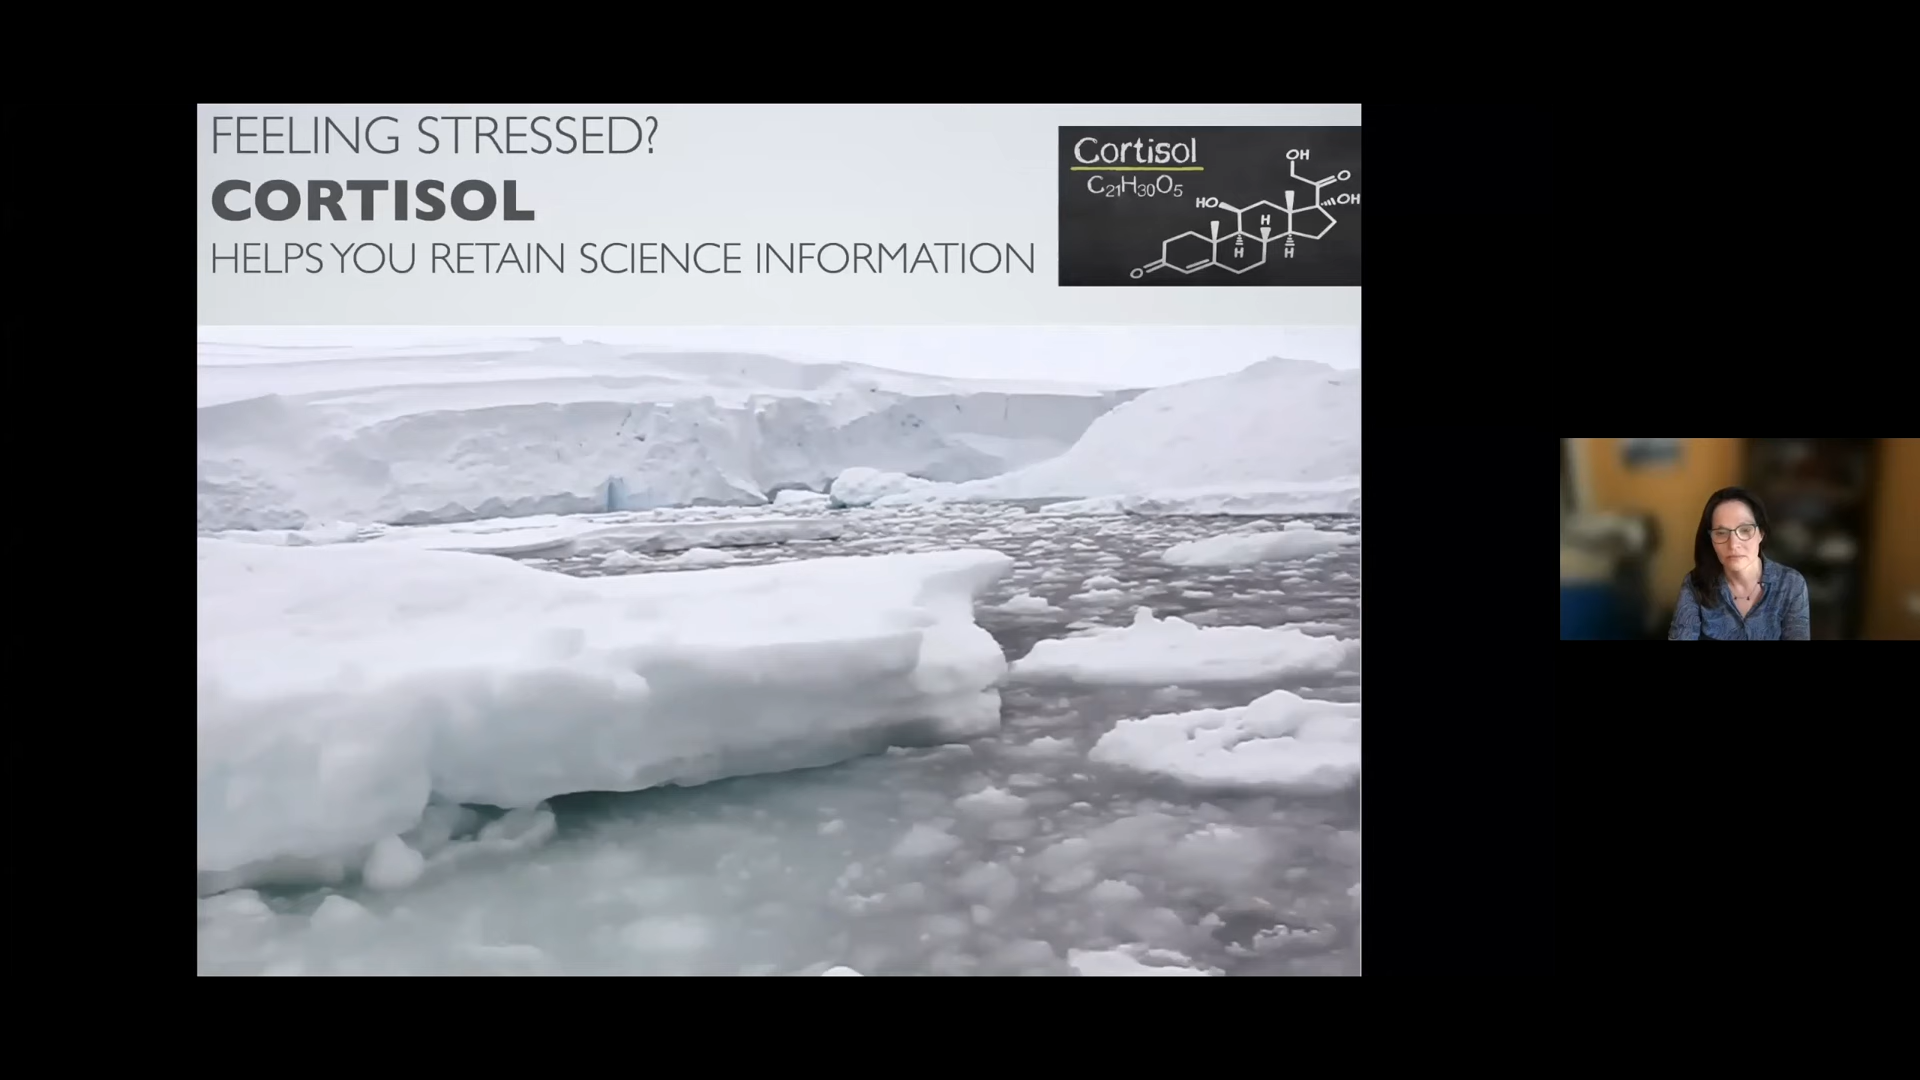 FEELING STRESSED?
CORTISOL
HELPS YOU RETAIN SCIENCE INFORMATION
Cortisol
C₂₁H₃₀O₅
OH
O
OH
HO
H
H
H
O